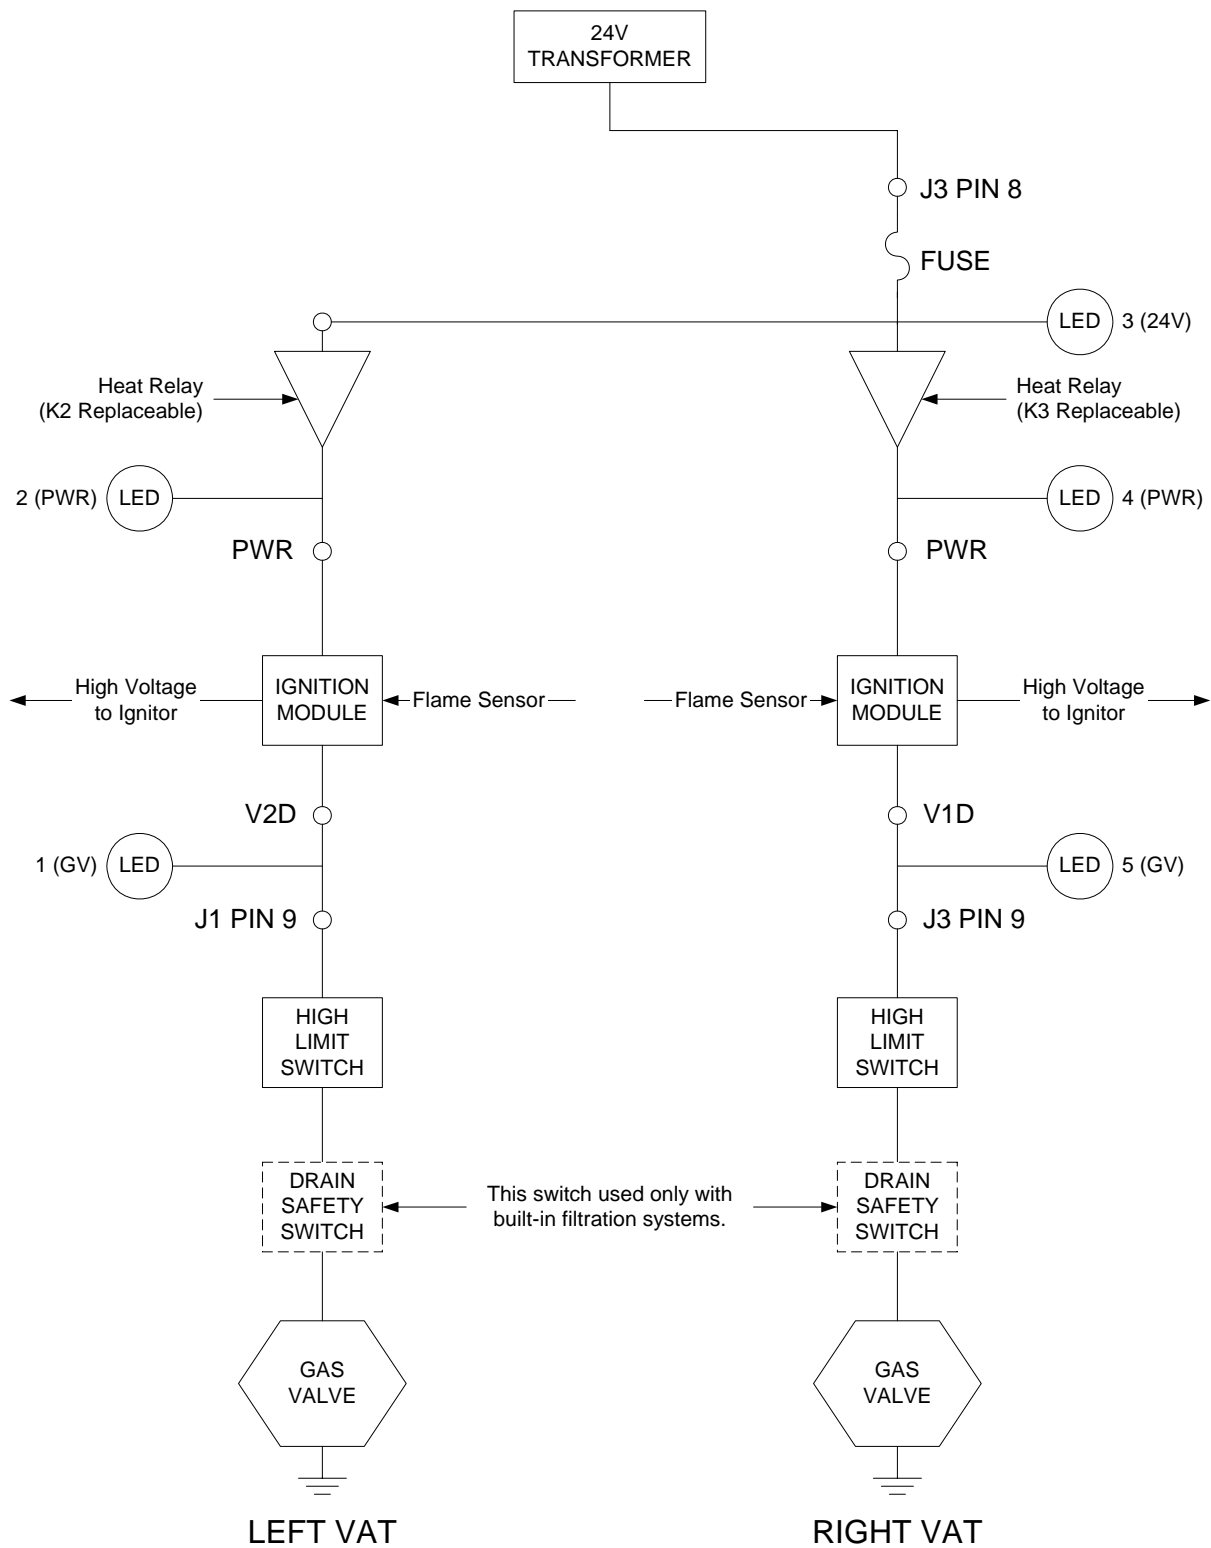 24V
TRANSFORMER
J3 PIN 8
FUSE
LED 3 (24V)
Heat Relay
(K2 Replaceable)
Heat Relay
(K3 Replaceable)
2 (PWR) LED
LED 4 (PWR)
PWR
PWR
High Voltage
to Ignitor
IGNITION
MODULE
Flame Sensor
Flame Sensor
IGNITION
MODULE
High Voltage
to Ignitor
V2D
V1D
1 (GV) LED
LED 5 (GV)
J1 PIN 9
J3 PIN 9
HIGH
LIMIT
SWITCH
HIGH
LIMIT
SWITCH
DRAIN
SAFETY
SWITCH
This switch used only with
built-in filtration systems.
DRAIN
SAFETY
SWITCH
GAS
VALVE
GAS
VALVE
LEFT VAT
RIGHT VAT